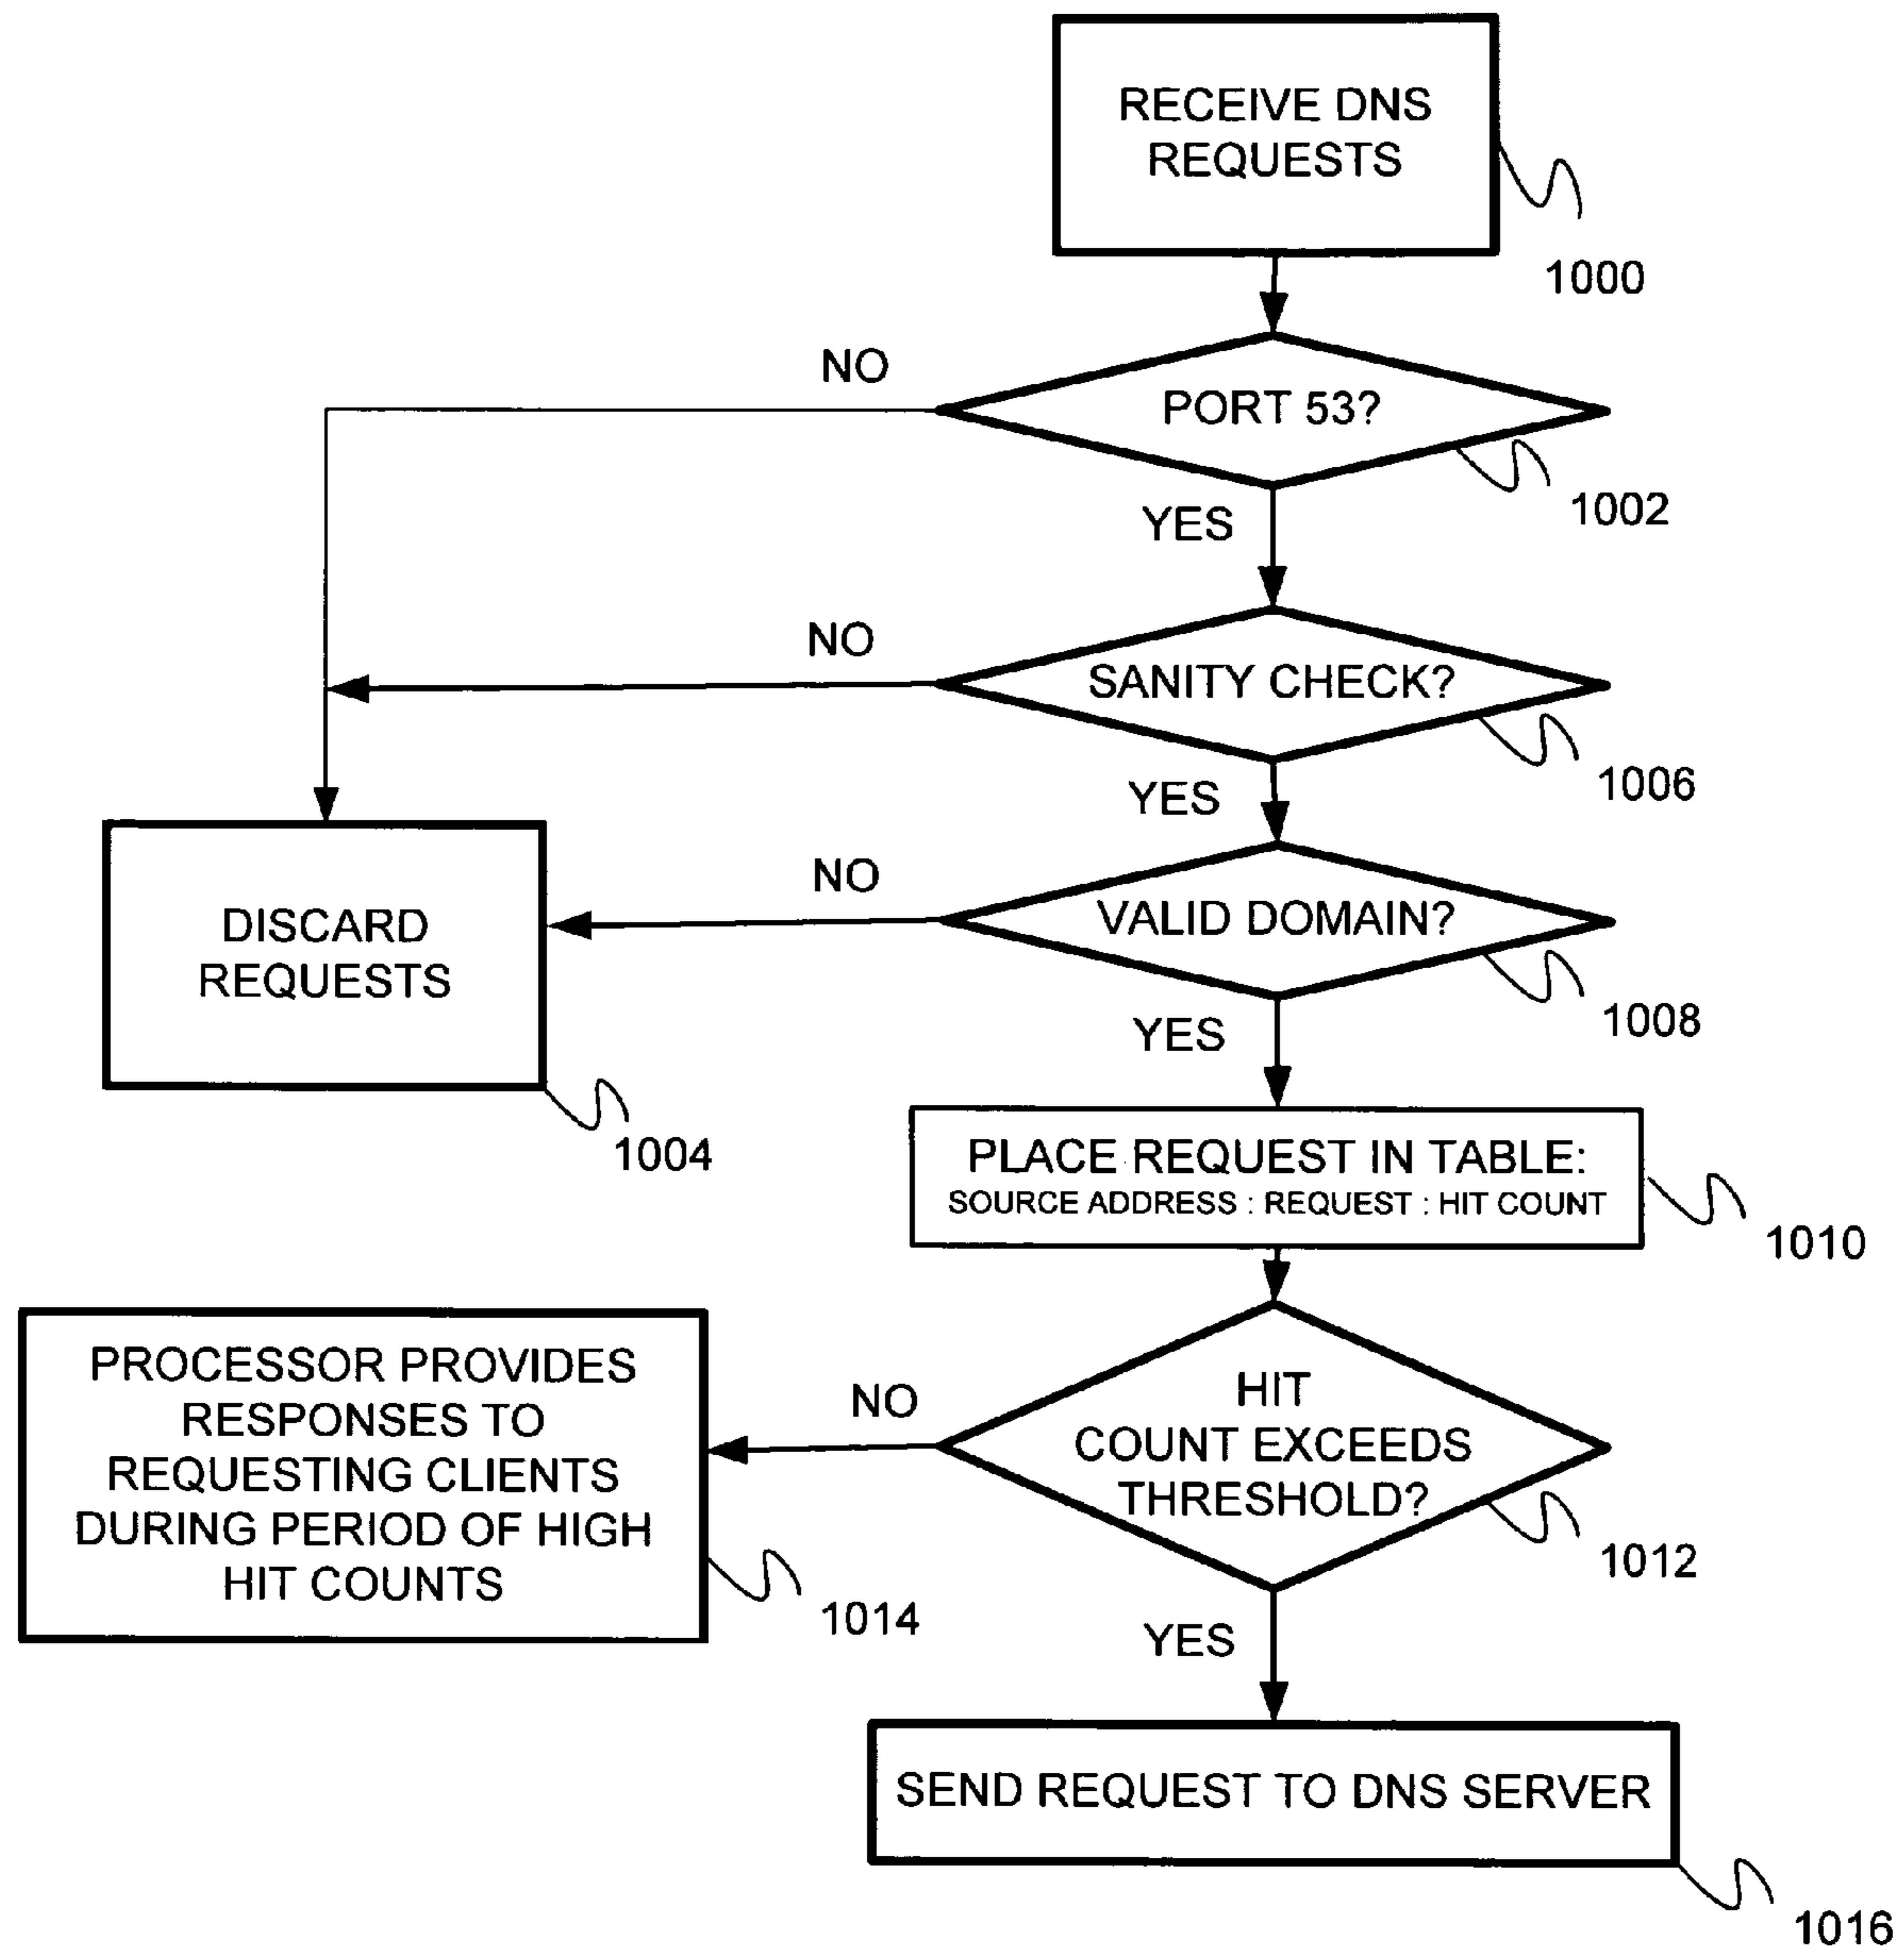 RECEIVE DNS
REQUESTS
1000
NO
PORT 53?
1002
YES
NO
SANITY CHECK?
1006
YES
NO
VALID DOMAIN?
1008
DISCARD
REQUESTS
1004
YES
PLACE REQUEST IN TABLE:
SOURCE ADDRESS : REQUEST : HIT COUNT
1010
HIT
COUNT EXCEEDS
THRESHOLD?
1012
NO
PROCESSOR PROVIDES
RESPONSES TO
REQUESTING CLIENTS
DURING PERIOD OF HIGH
HIT COUNTS
1014
YES
SEND REQUEST TO DNS SERVER
1016